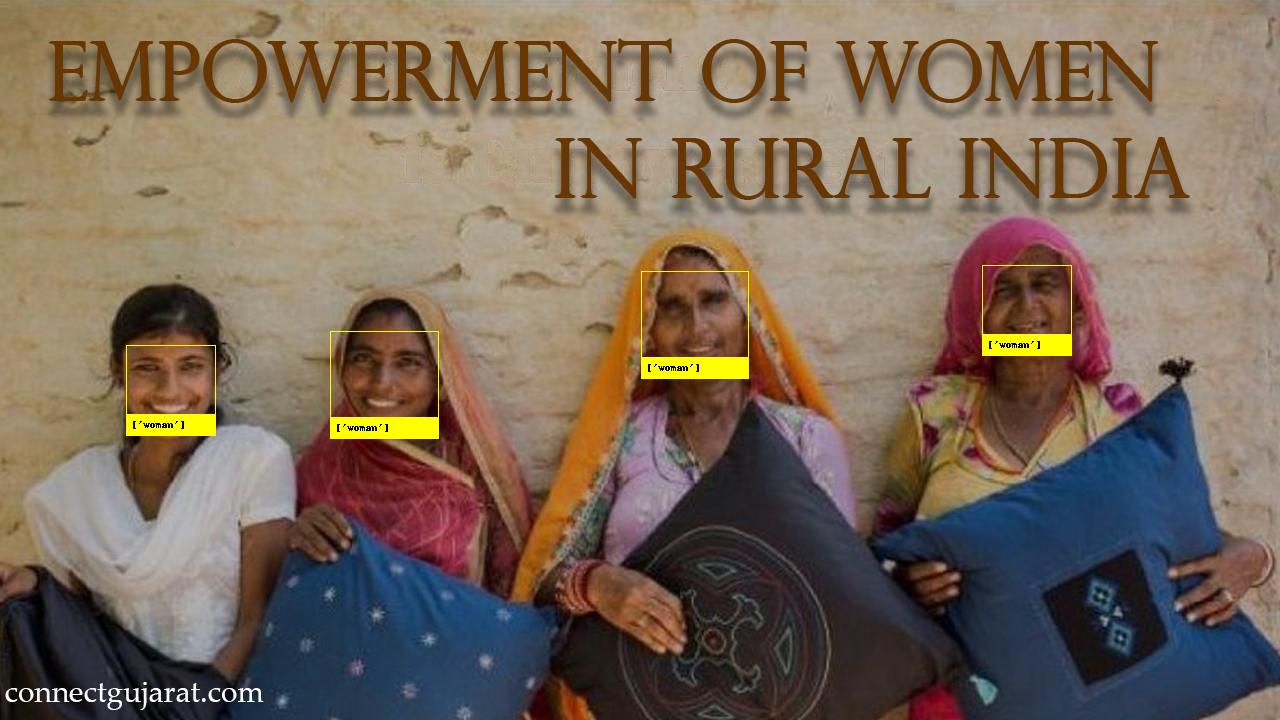 EMPOWERMENT OF WOMEN
IN RURAL INDIA
['woman']
['woman']
['woman']
['woman']
connectgujarat.com